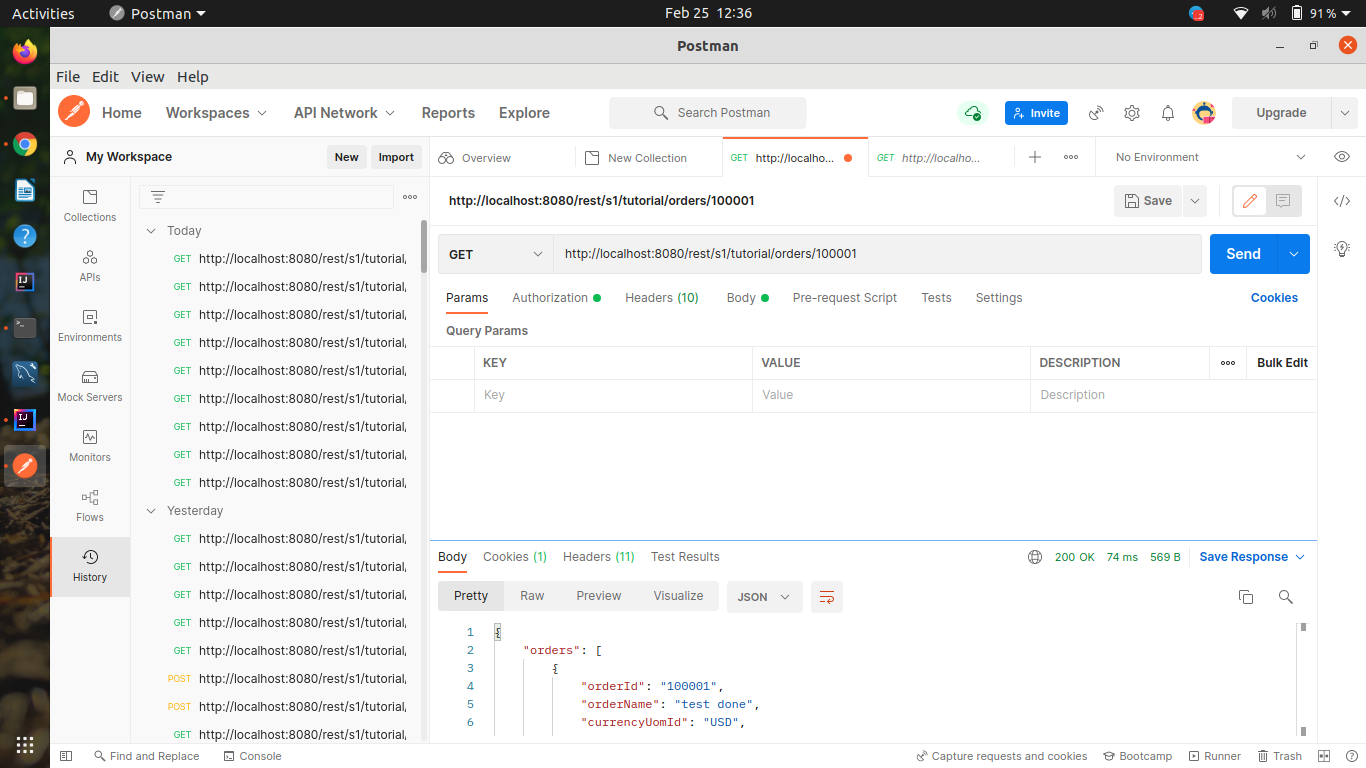 Activities Postman Feb 25 12:36 2 91 %
Postman
File Edit View Help
Home Workspaces API Network Reports Explore Search Postman Invite Upgrade
My Workspace New Import Overview New Collection GET http://localho... GET http://localho... No Environment
Collections
APIs
Environments
Mock Servers
Monitors
Flows
History
Today
GET http://localhost:8080/rest/s1/tutorial/
GET http://localhost:8080/rest/s1/tutorial/
GET http://localhost:8080/rest/s1/tutorial/
GET http://localhost:8080/rest/s1/tutorial/
GET http://localhost:8080/rest/s1/tutorial/
GET http://localhost:8080/rest/s1/tutorial/
GET http://localhost:8080/rest/s1/tutorial/
GET http://localhost:8080/rest/s1/tutorial/
GET http://localhost:8080/rest/s1/tutorial/
Yesterday
GET http://localhost:8080/rest/s1/tutorial/
GET http://localhost:8080/rest/s1/tutorial/
GET http://localhost:8080/rest/s1/tutorial/
GET http://localhost:8080/rest/s1/tutorial/
GET http://localhost:8080/rest/s1/tutorial/
POST http://localhost:8080/rest/s1/tutorial/
POST http://localhost:8080/rest/s1/tutorial/
GET http://localhost:8080/rest/s1/tutorial/
http://localhost:8080/rest/s1/tutorial/orders/100001 Save
GET http://localhost:8080/rest/s1/tutorial/orders/100001 Send
Params Authorization Headers (10) Body Pre-request Script Tests Settings Cookies
Query Params
KEY VALUE DESCRIPTION Bulk Edit
Key Value Description
Body Cookies (1) Headers (11) Test Results 200 OK 74 ms 569 B Save Response
Pretty Raw Preview Visualize JSON
1 {
2 "orders": [
3 {
4 "orderId": "100001",
5 "orderName": "test done",
6 "currencyUomId": "USD",
Find and Replace Console Capture requests and cookies Bootcamp Runner Trash